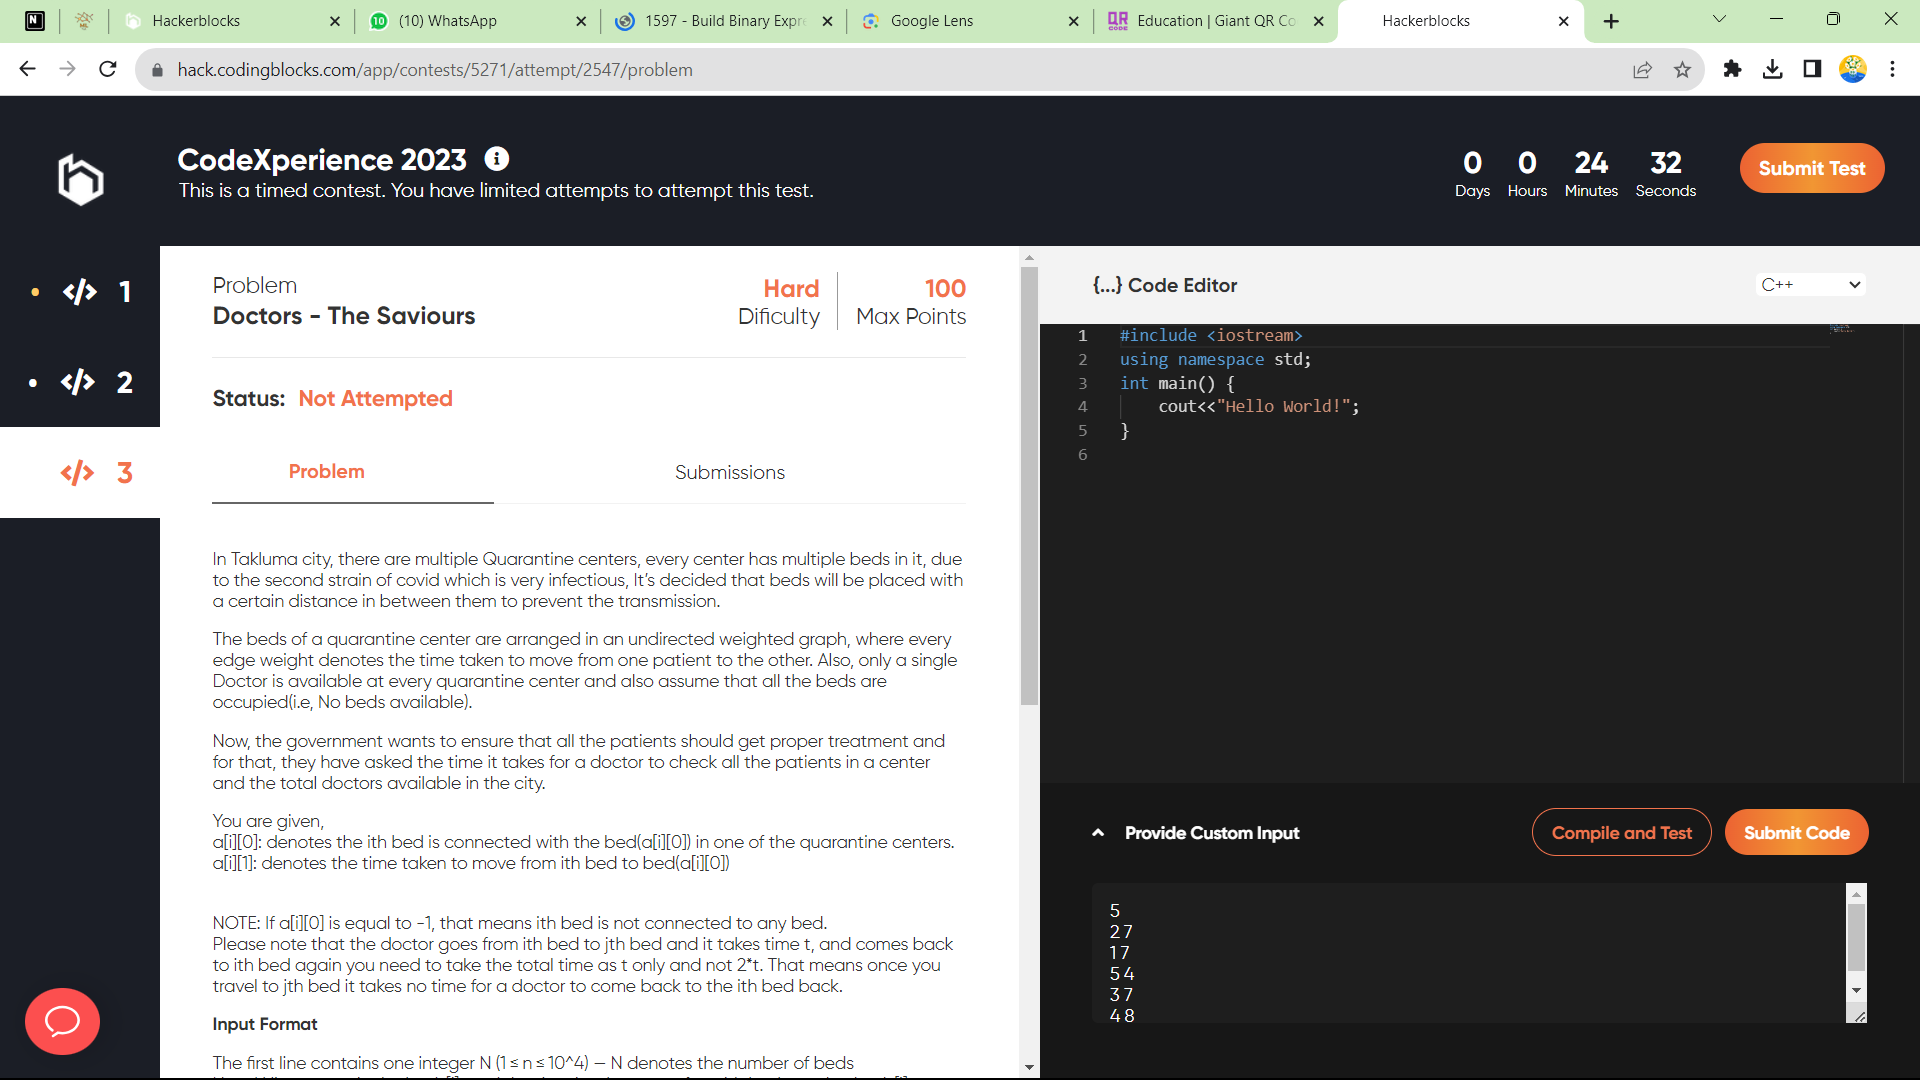 Hackerblocks
(10) WhatsApp
1597 - Build Binary Expre
Google Lens
Education | Giant QR Co
Hackerblocks
hack.codingblocks.com/app/contests/5271/attempt/2547/problem
CodeXperience 2023
This is a timed contest. You have limited attempts to attempt this test.
0 0 24 32
Days Hours Minutes Seconds
Submit Test
</> 1
</> 2
</> 3
Problem
Doctors - The Saviours
Hard
Dificulty
100
Max Points
Status: Not Attempted
Problem
Submissions
In Takluma city, there are multiple Quarantine centers, every center has multiple beds in it, due
to the second strain of covid which is very infectious, It's decided that beds will be placed with
a certain distance in between them to prevent the transmission.
The beds of a quarantine center are arranged in an undirected weighted graph, where every
edge weight denotes the time taken to move from one patient to the other. Also, only a single
Doctor is available at every quarantine center and also assume that all the beds are
occupied(i.e, No beds available).
Now, the government wants to ensure that all the patients should get proper treatment and
for that, they have asked the time it takes for a doctor to check all the patients in a center
and the total doctors available in the city.
You are given,
a[i][0]: denotes the ith bed is connected with the bed(a[i][0]) in one of the quarantine centers.
a[i][1]: denotes the time taken to move from ith bed to bed(a[i][0])
NOTE: If a[i][0] is equal to -1, that means ith bed is not connected to any bed.
Please note that the doctor goes from ith bed to jth bed and it takes time t, and comes back
to ith bed again you need to take the total time as t only and not 2*t. That means once you
travel to jth bed it takes no time for a doctor to come back to the ith bed back.
Input Format
The first line contains one integer N (1 ≤ n ≤ 10^4) — N denotes the number of beds
{...} Code Editor
C++
1 #include <iostream>
2 using namespace std;
3 int main() {
4 cout<<"Hello World!";
5 }
6
Provide Custom Input
Compile and Test
Submit Code
5
2 7
1 7
5 4
3 7
4 8